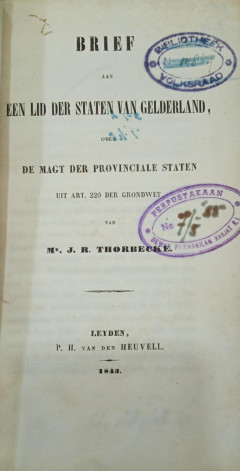 BRIEF
AAN
EEN LID DER STATEN VAN GELDERLAND,
OVER
DE MAGT DER PROVINCIALE STATEN
UIT ART. 220 DER GRONDWET
VAN
Mr. J. R. THORBECKE.
LEYDEN,
P. H. VAN DEN HEUVELL.
1843.
BIBLIOTHEEK
VOLKSRAAD
PERPUSTAKAAN
No